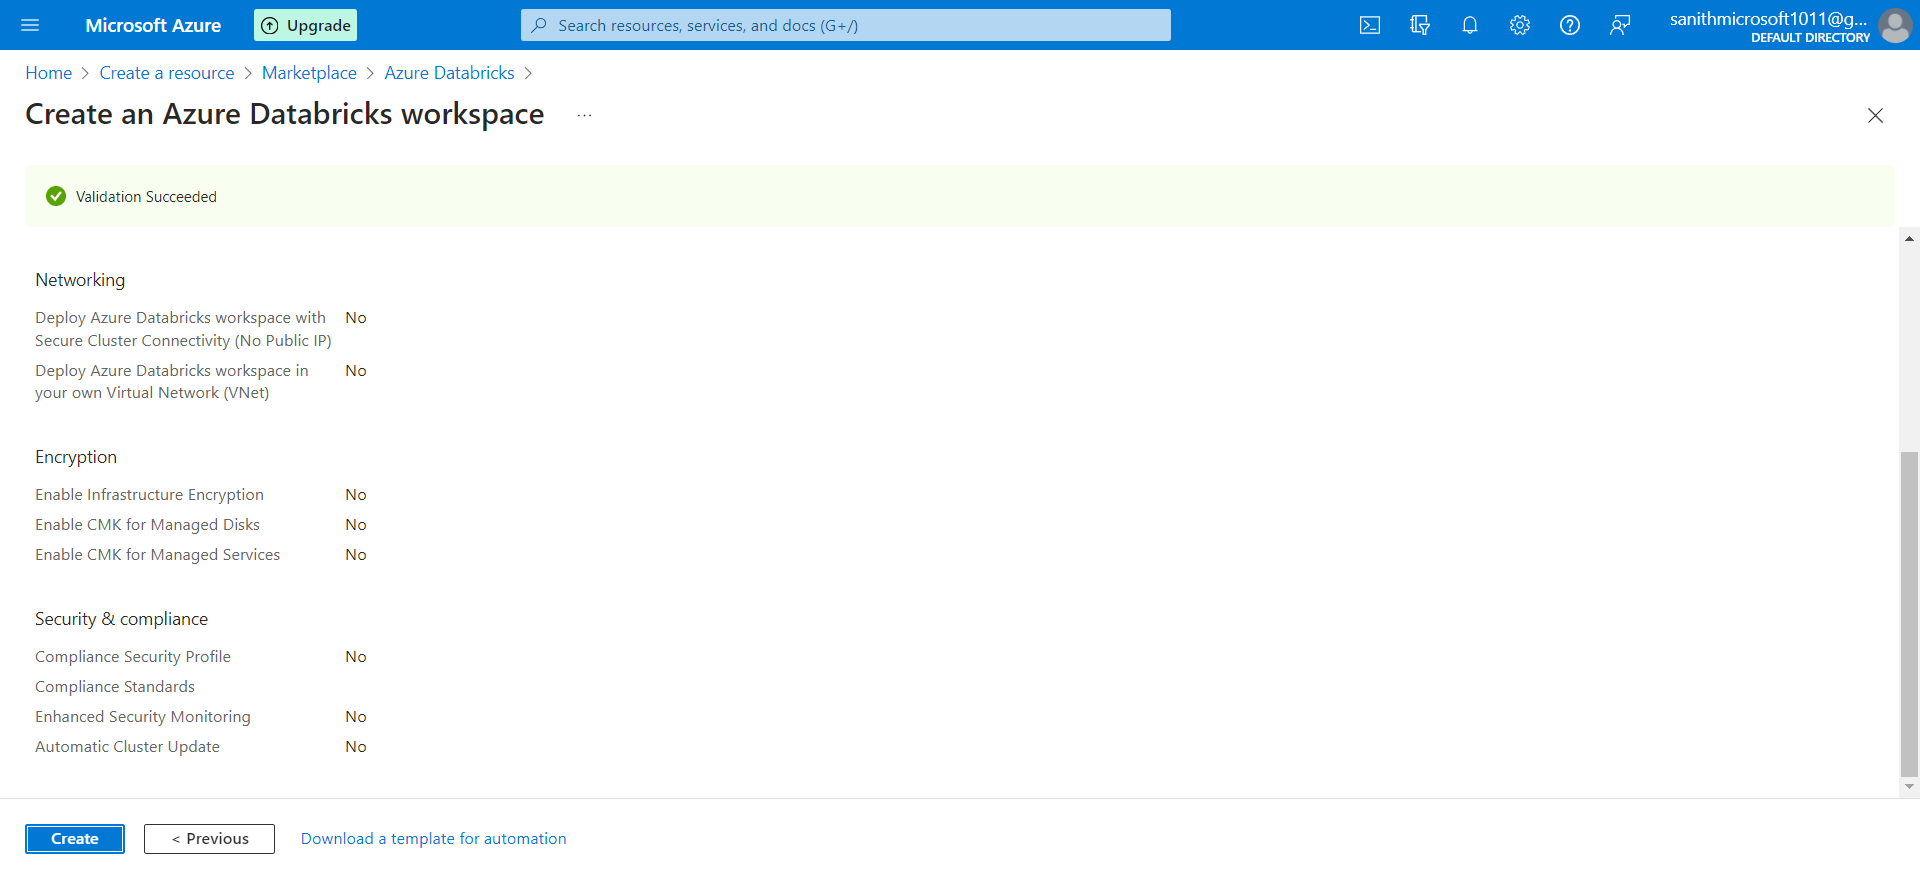 Microsoft Azure
Upgrade
Search resources, services, and docs (G+/)
sanithmicrosoft1011@g...
DEFAULT DIRECTORY
Home > Create a resource > Marketplace > Azure Databricks >
Create an Azure Databricks workspace ...
Validation Succeeded
Networking
Deploy Azure Databricks workspace with No
Secure Cluster Connectivity (No Public IP)
Deploy Azure Databricks workspace in No
your own Virtual Network (VNet)
Encryption
Enable Infrastructure Encryption No
Enable CMK for Managed Disks No
Enable CMK for Managed Services No
Security & compliance
Compliance Security Profile No
Compliance Standards
Enhanced Security Monitoring No
Automatic Cluster Update No
Create
< Previous
Download a template for automation